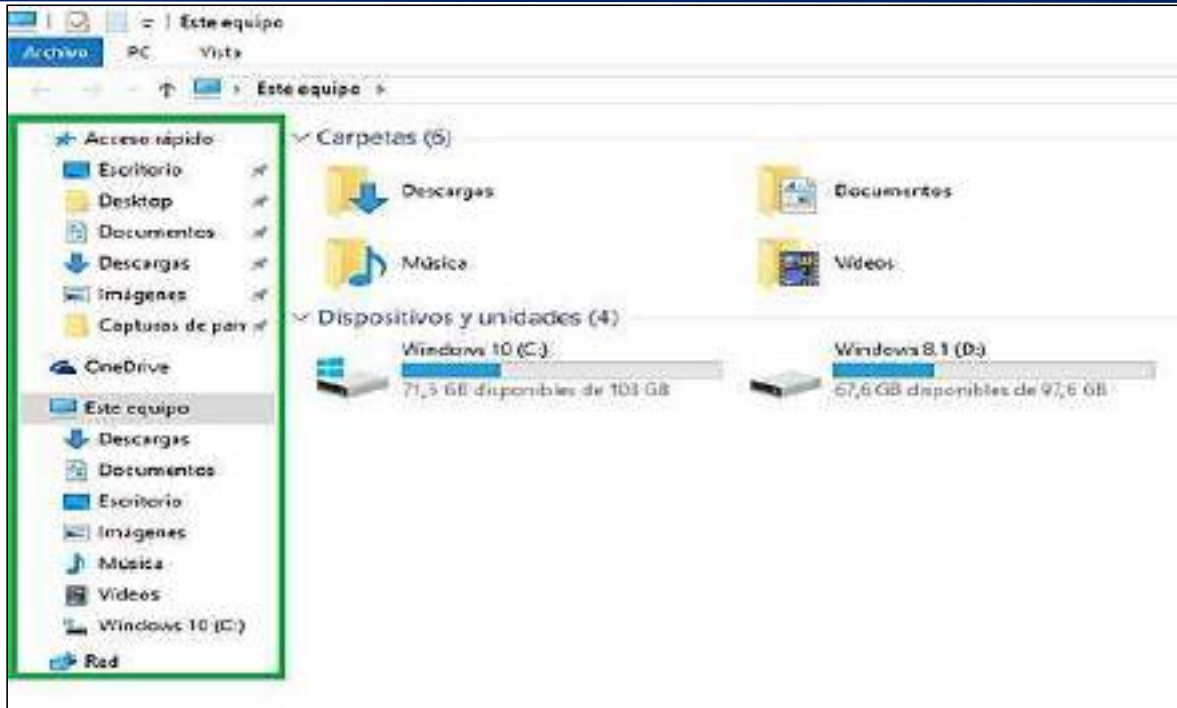 Este equipo
Archivo PC Vista
Este equipo
Acceso rápido
Escritorio
Desktop
Documentos
Descargas
Imágenes
Capturas de pan
OneDrive
Este equipo
Descargas
Documentos
Escritorio
Imágenes
Música
Vídeos
Windows 10 (C:)
Red
Carpetas (6)
Descargas
Documentos
Música
Vídeos
Dispositivos y unidades (4)
Windows 10 (C:)
71,5 GB disponibles de 103 GB
Windows 8.1 (D:)
67,6 GB disponibles de 97,6 GB